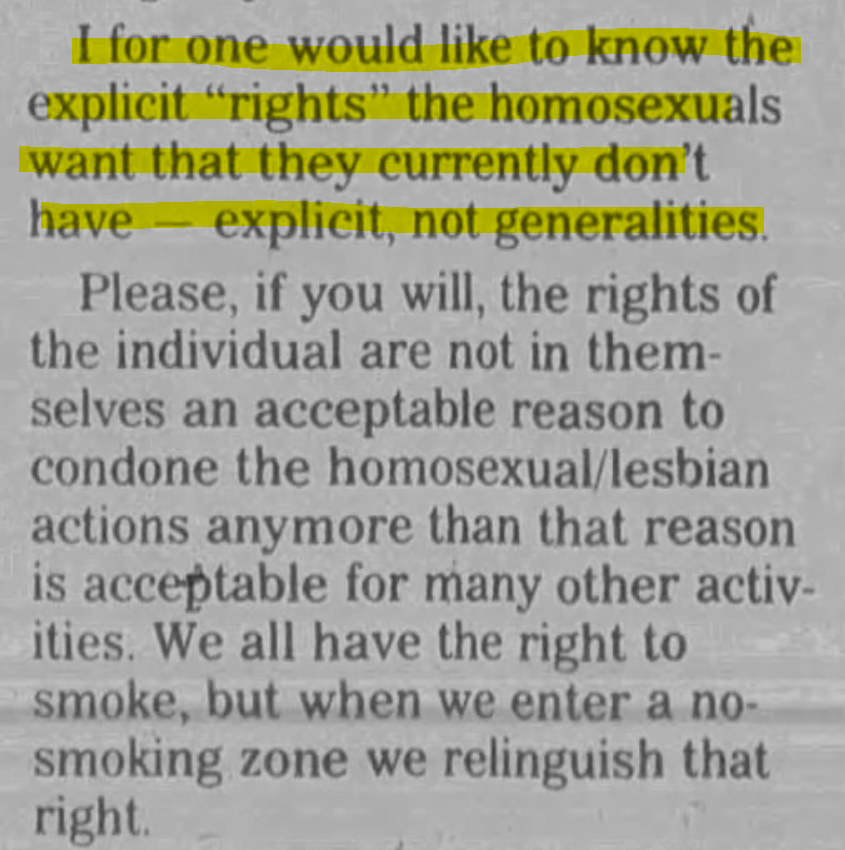 I for one would like to know the
explicit “rights” the homosexuals
want that they currently don’t
have — explicit, not generalities.
Please, if you will, the rights of
the individual are not in them-
selves an acceptable reason to
condone the homosexual/lesbian
actions anymore than that reason
is acceptable for many other activ-
ities. We all have the right to
smoke, but when we enter a no-
smoking zone we relinguish that
right.